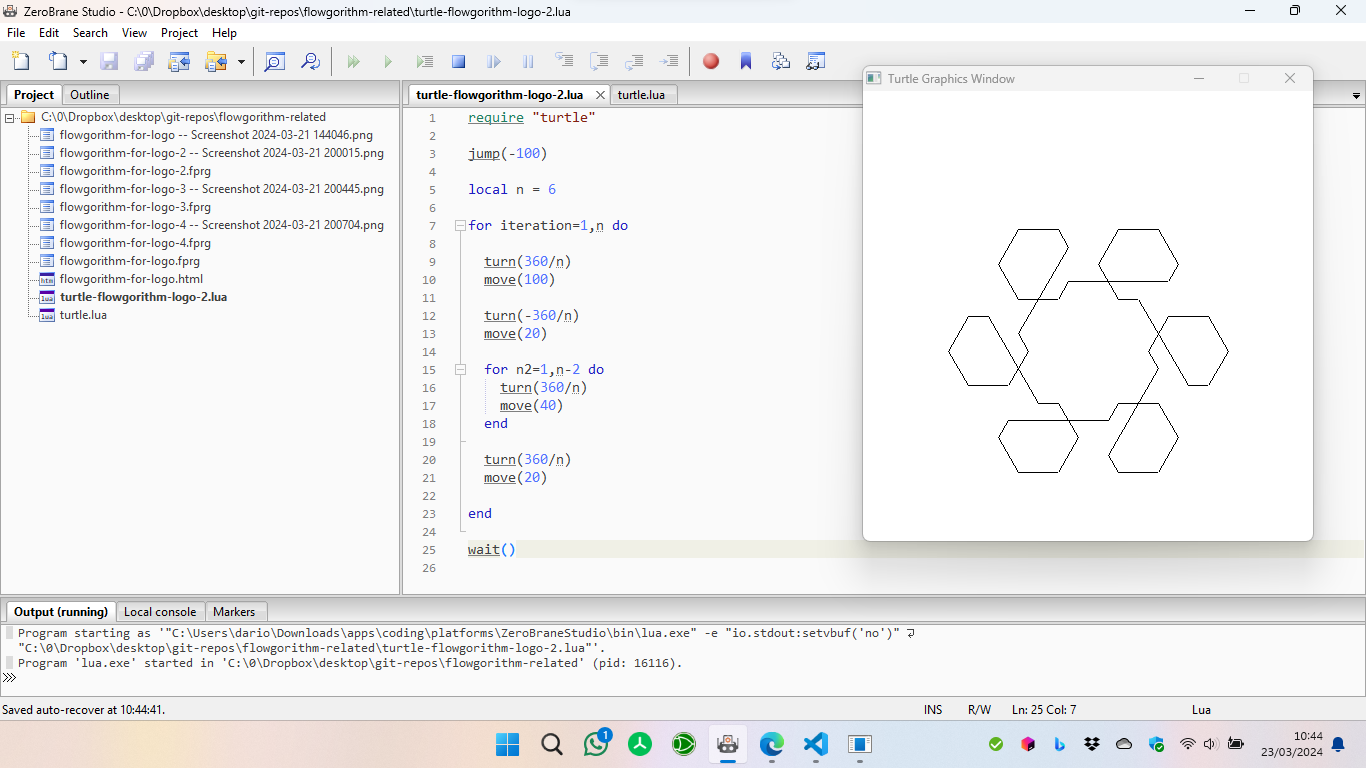 ZeroBrane Studio - C:\0\Dropbox\desktop\git-repos\flowgorithm-related\turtle-flowgorithm-logo-2.lua
File Edit Search View Project Help
Turtle Graphics Window
Project Outline
turtle-flowgorithm-logo-2.lua turtle.lua
C:\0\Dropbox\desktop\git-repos\flowgorithm-related
flowgorithm-for-logo -- Screenshot 2024-03-21 144046.png
flowgorithm-for-logo-2 -- Screenshot 2024-03-21 200015.png
flowgorithm-for-logo-2.fprg
flowgorithm-for-logo-3 -- Screenshot 2024-03-21 200445.png
flowgorithm-for-logo-3.fprg
flowgorithm-for-logo-4 -- Screenshot 2024-03-21 200704.png
flowgorithm-for-logo-4.fprg
flowgorithm-for-logo.fprg
flowgorithm-for-logo.html
turtle-flowgorithm-logo-2.lua
turtle.lua
1 require "turtle"
2
3 jump(-100)
4
5 local n = 6
6
7 for iteration=1,n do
8
9 turn(360/n)
10 move(100)
11
12 turn(-360/n)
13 move(20)
14
15 for n2=1,n-2 do
16 turn(360/n)
17 move(40)
18 end
19
20 turn(360/n)
21 move(20)
22
23 end
24
25 wait()
26
Output (running) Local console Markers
Program starting as '"C:\Users\dario\Downloads\apps\coding\platforms\ZeroBraneStudio\bin\lua.exe" -e "io.stdout:setvbuf('no')"
"C:\0\Dropbox\desktop\git-repos\flowgorithm-related\turtle-flowgorithm-logo-2.lua"'.
Program 'lua.exe' started in 'C:\0\Dropbox\desktop\git-repos\flowgorithm-related' (pid: 16116).
Saved auto-recover at 10:44:41. INS R/W Ln: 25 Col: 7 Lua
1
10:44
23/03/2024